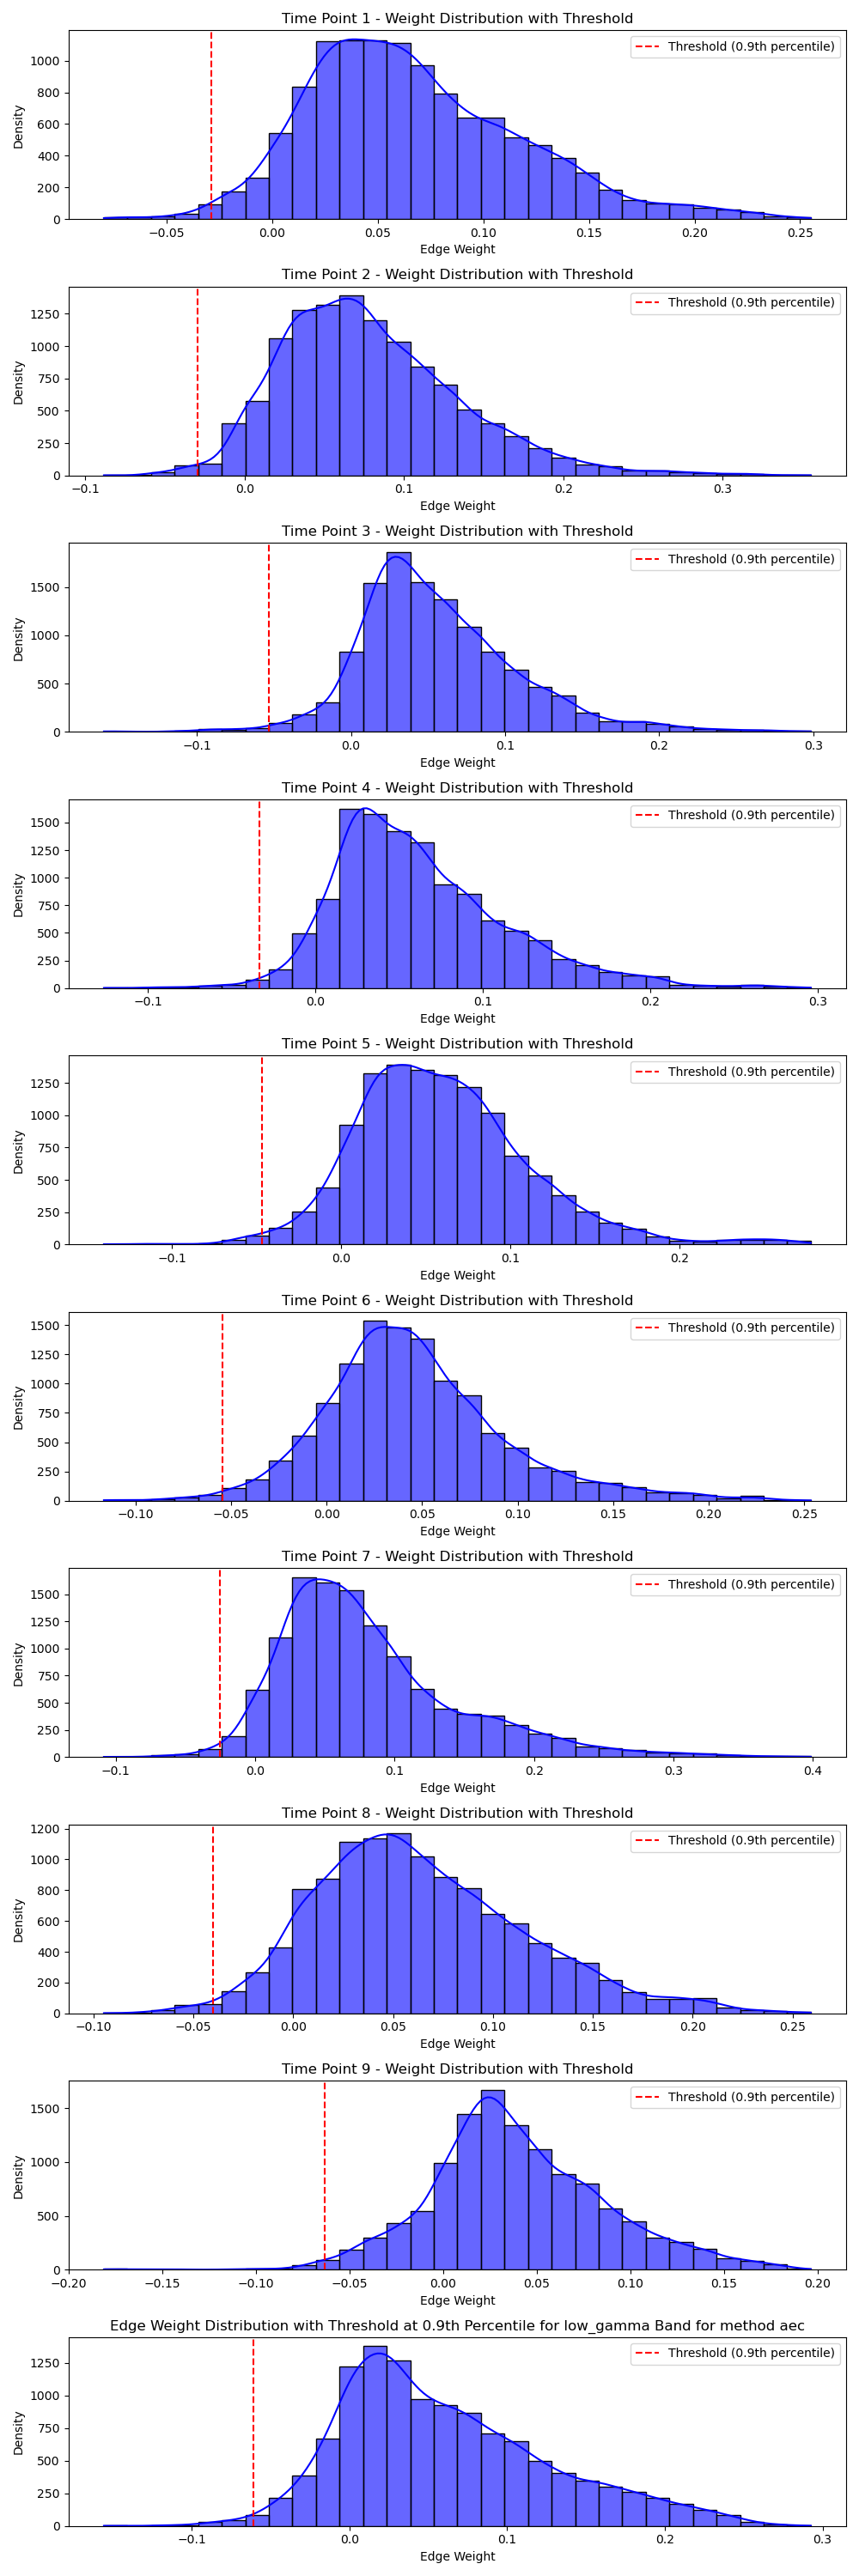 Time Point 1 - Weight Distribution with Threshold
Threshold (0.9th percentile)
Density
1000
800
600
400
200
0
−0.05 0.00 0.05 0.10 0.15 0.20 0.25
Edge Weight
Time Point 2 - Weight Distribution with Threshold
Threshold (0.9th percentile)
Density
1250
1000
750
500
250
0
−0.1 0.0 0.1 0.2 0.3
Edge Weight
Time Point 3 - Weight Distribution with Threshold
Threshold (0.9th percentile)
Density
1500
1000
500
0
−0.1 0.0 0.1 0.2 0.3
Edge Weight
Time Point 4 - Weight Distribution with Threshold
Threshold (0.9th percentile)
Density
1500
1250
1000
750
500
250
0
−0.1 0.0 0.1 0.2 0.3
Edge Weight
Time Point 5 - Weight Distribution with Threshold
Threshold (0.9th percentile)
Density
1250
1000
750
500
250
0
−0.1 0.0 0.1 0.2
Edge Weight
Time Point 6 - Weight Distribution with Threshold
Threshold (0.9th percentile)
Density
1500
1250
1000
750
500
250
0
−0.10 −0.05 0.00 0.05 0.10 0.15 0.20 0.25
Edge Weight
Time Point 7 - Weight Distribution with Threshold
Threshold (0.9th percentile)
Density
1500
1250
1000
750
500
250
0
−0.1 0.0 0.1 0.2 0.3 0.4
Edge Weight
Time Point 8 - Weight Distribution with Threshold
Threshold (0.9th percentile)
Density
1200
1000
800
600
400
200
0
−0.10 −0.05 0.00 0.05 0.10 0.15 0.20 0.25
Edge Weight
Time Point 9 - Weight Distribution with Threshold
Threshold (0.9th percentile)
Density
1500
1000
500
0
−0.20 −0.15 −0.10 −0.05 0.00 0.05 0.10 0.15 0.20
Edge Weight
Edge Weight Distribution with Threshold at 0.9th Percentile for low_gamma Band for method aec
Threshold (0.9th percentile)
Density
1250
1000
750
500
250
0
−0.1 0.0 0.1 0.2 0.3
Edge Weight